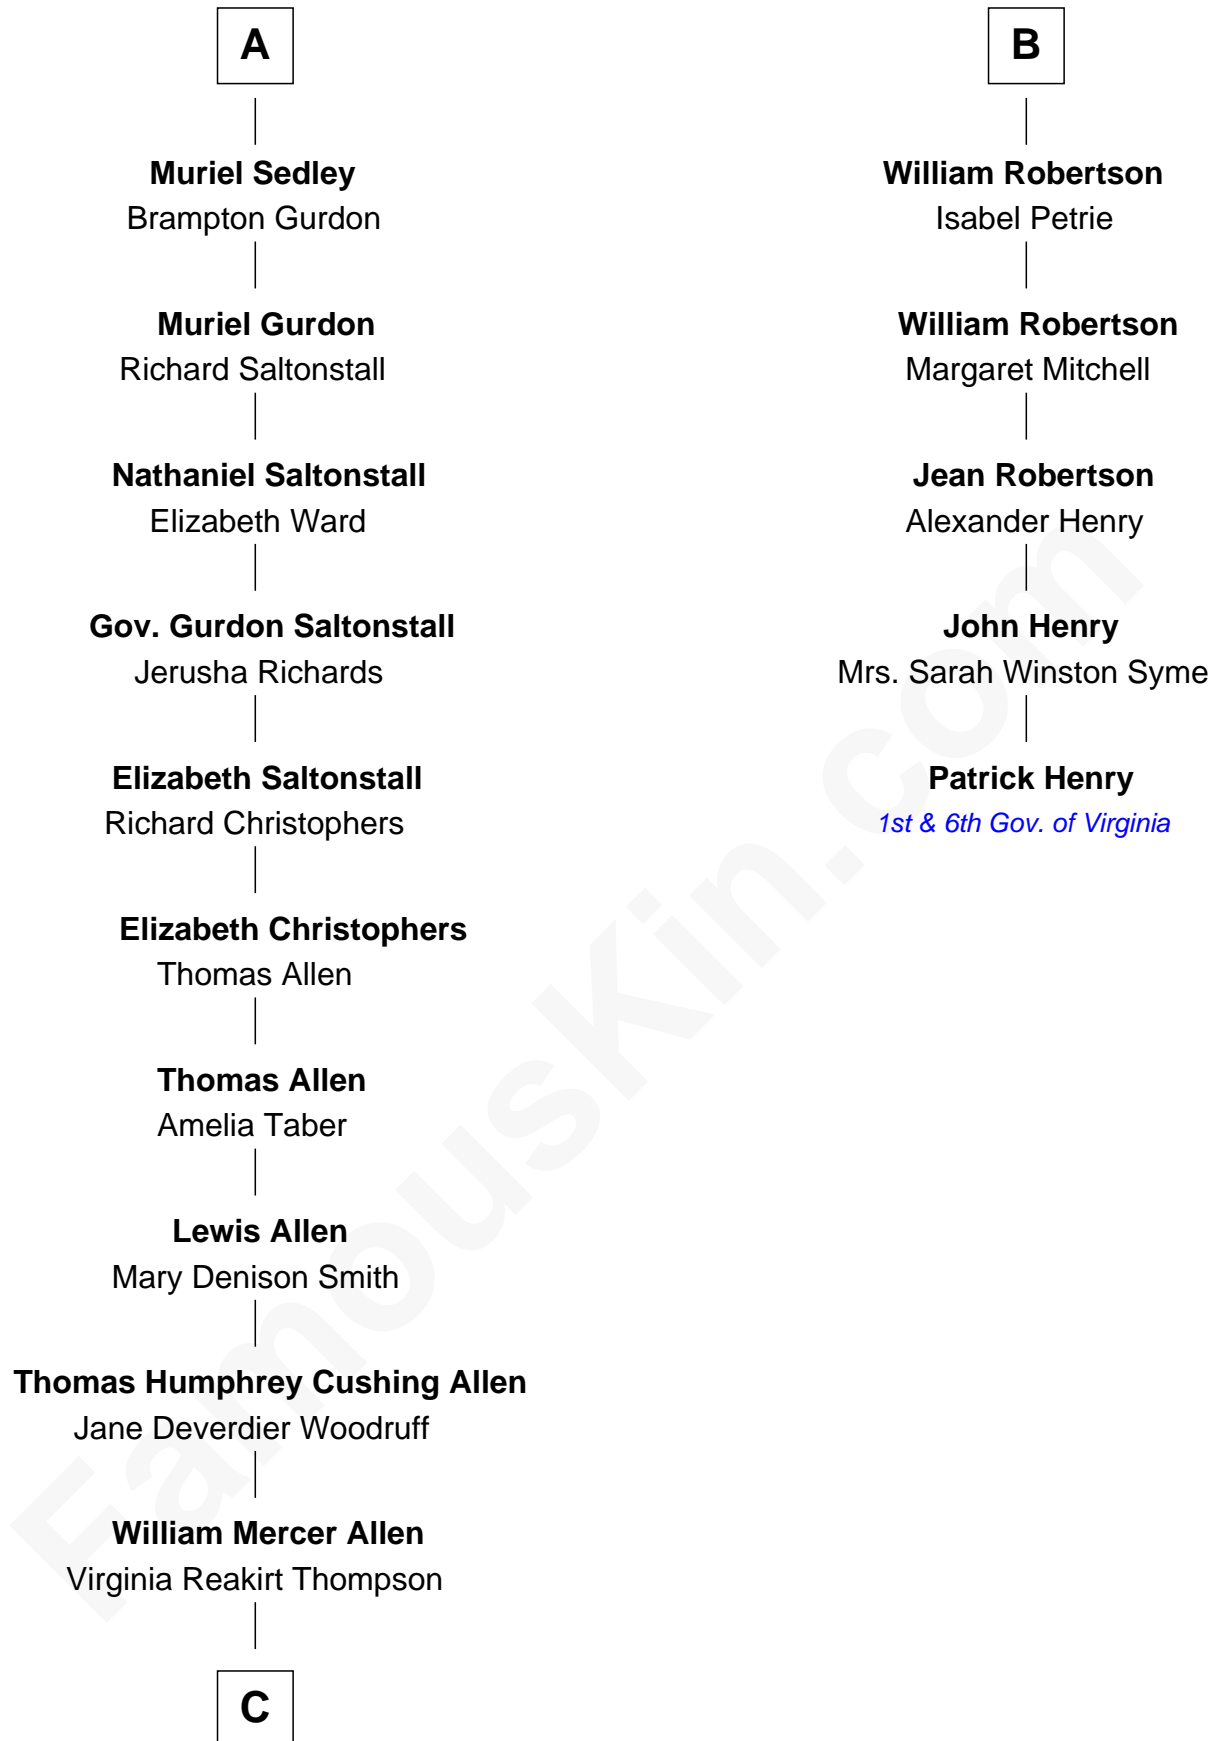 A
Muriel Sedley
Brampton Gurdon
Muriel Gurdon
Richard Saltonstall
Nathaniel Saltonstall
Elizabeth Ward
Gov. Gurdon Saltonstall
Jerusha Richards
Elizabeth Saltonstall
Richard Christophers
Elizabeth Christophers
Thomas Allen
Thomas Allen
Amelia Taber
Lewis Allen
Mary Denison Smith
Thomas Humphrey Cushing Allen
Jane Deverdier Woodruff
William Mercer Allen
Virginia Reakirt Thompson
C
B
William Robertson
Isabel Petrie
William Robertson
Margaret Mitchell
Jean Robertson
Alexander Henry
John Henry
Mrs. Sarah Winston Syme
Patrick Henry
1st & 6th Gov. of Virginia
FamousKin.com